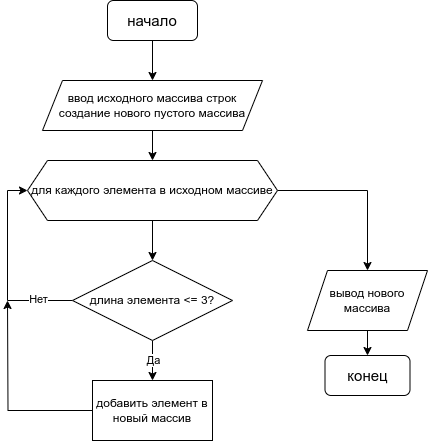 начало
ввод исходного массива строк
создание нового пустого массива
для каждого элемента в исходном массиве
длина элемента <= 3?
Нет
Да
добавить элемент в
новый массив
вывод нового
массива
конец